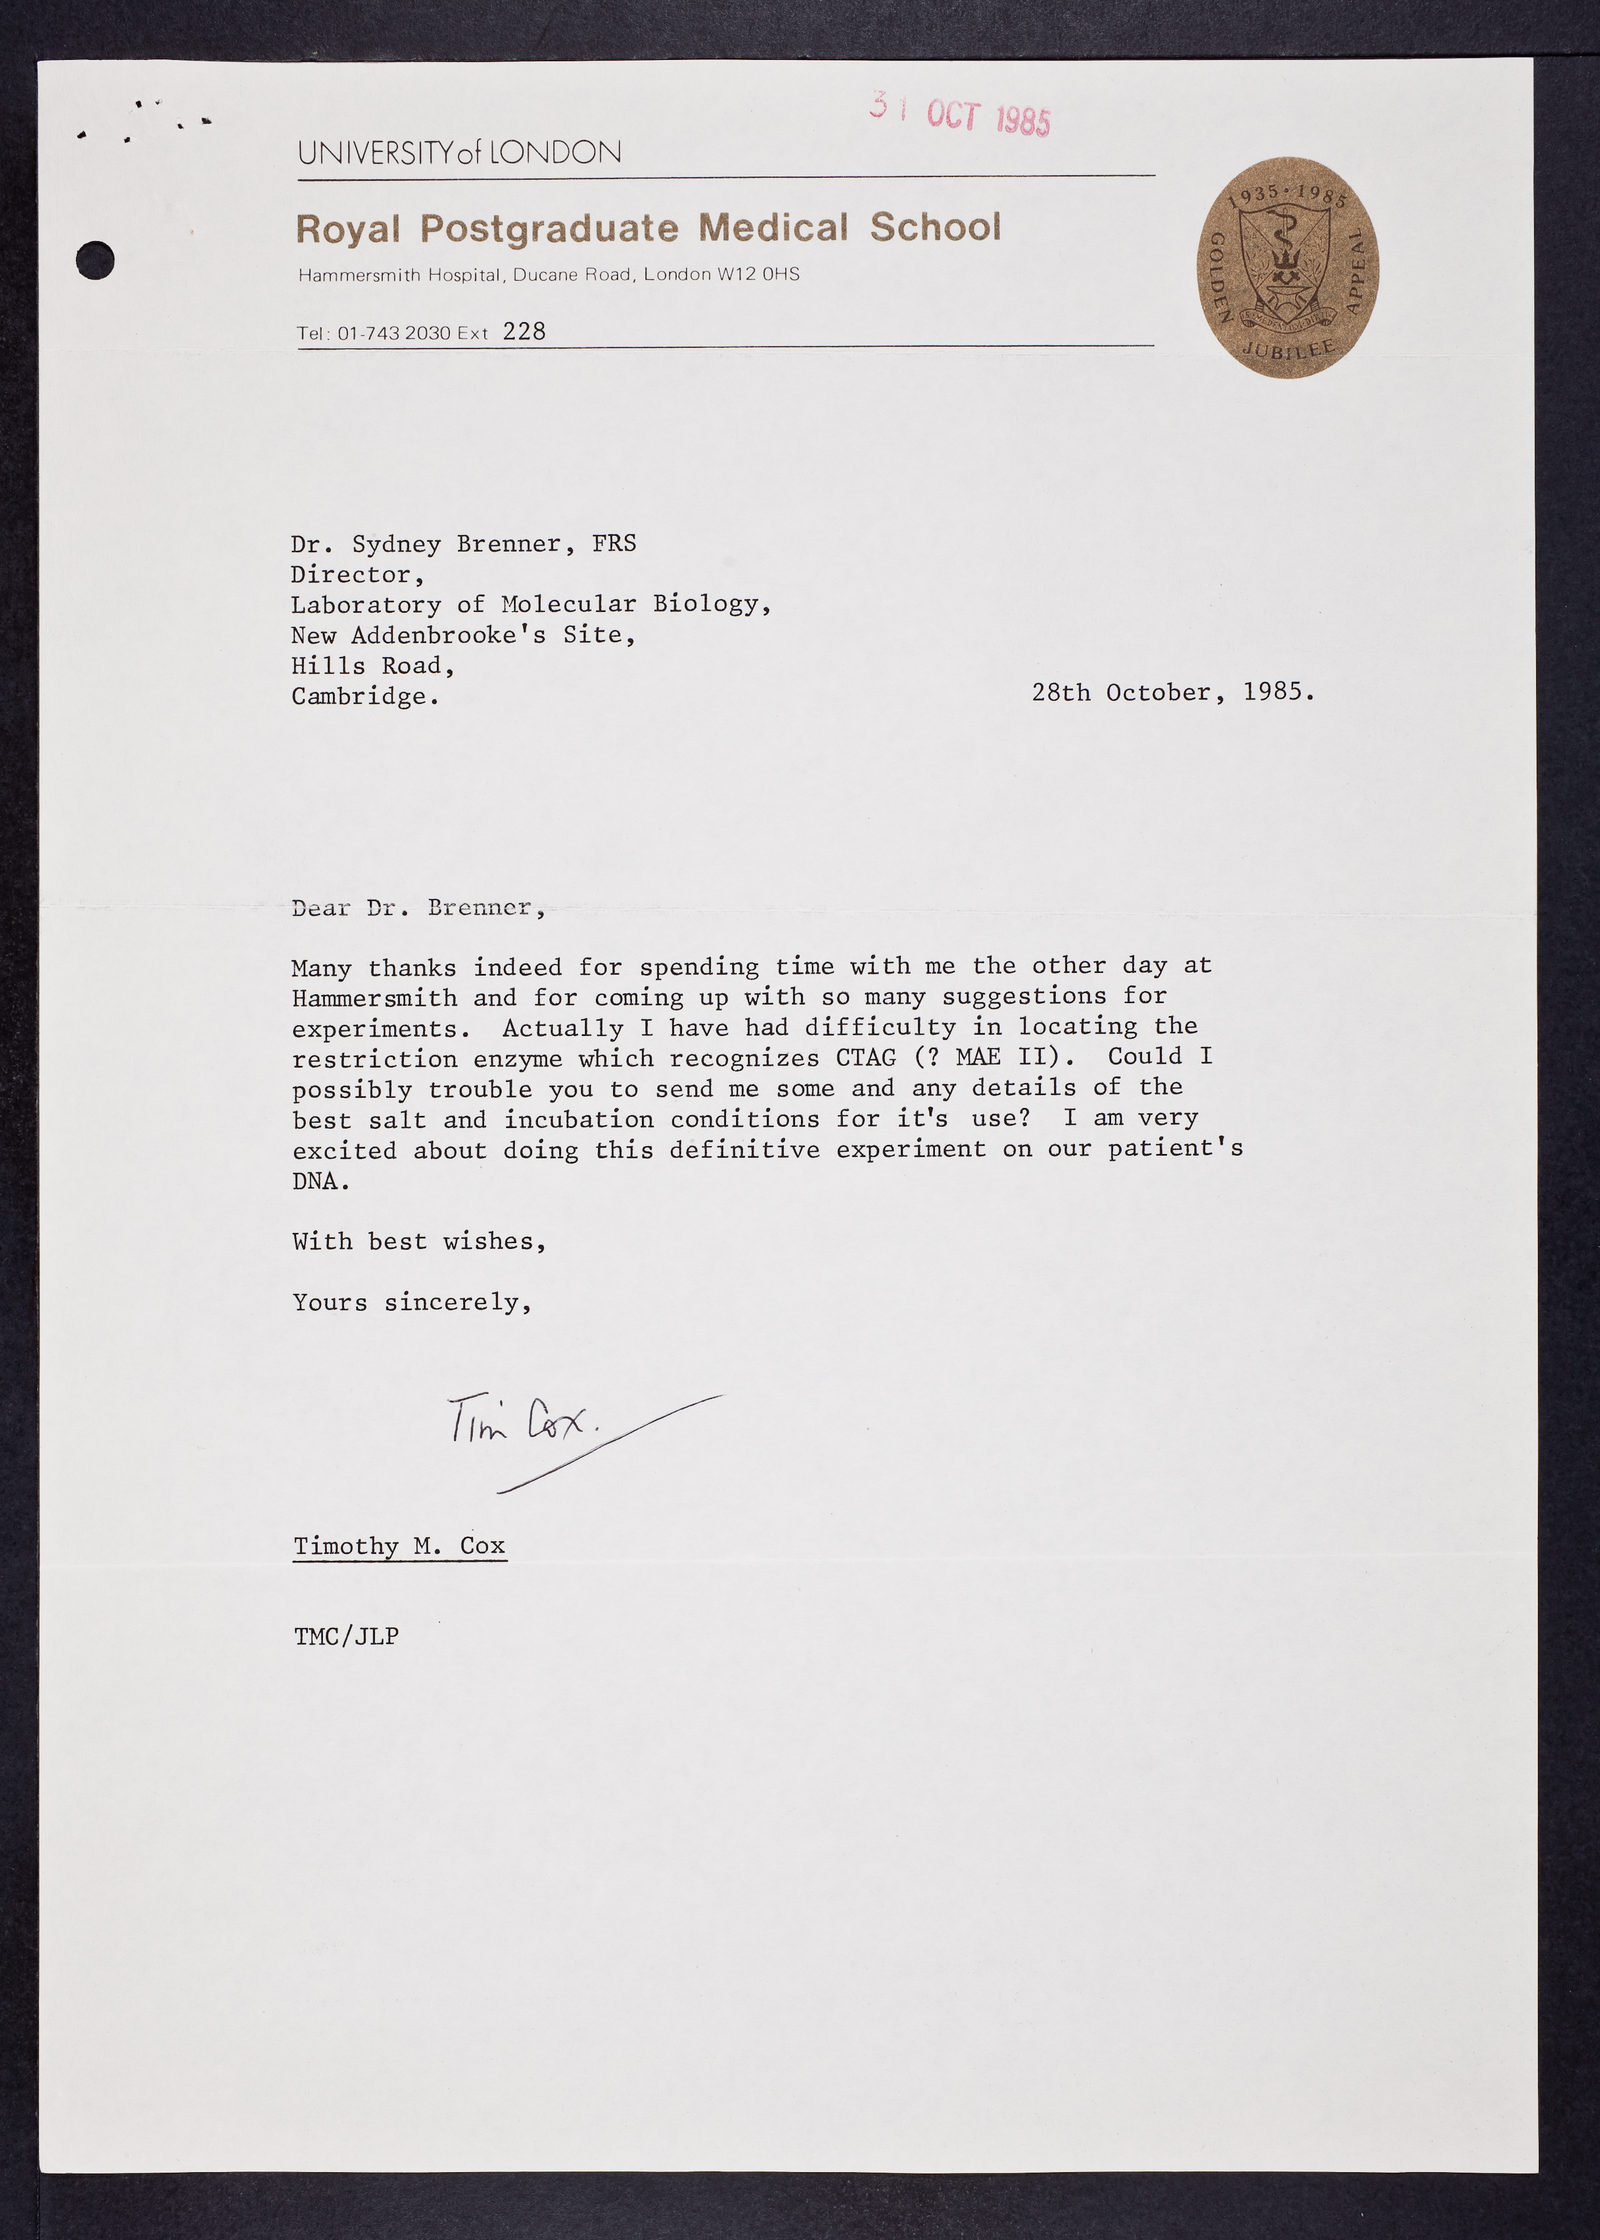 31 OCT 1985
UNIVERSITY of LONDON
Royal Postgraduate Medical School
Hammersmith Hospital, Ducane Road, London W12 0HS
Tel: 01-743 2030 Ext 228
1935 · 1985
GOLDEN
JUBILEE
APPEAL
Dr. Sydney Brenner, FRS
Director,
Laboratory of Molecular Biology,
New Addenbrooke's Site,
Hills Road,
Cambridge.
28th October, 1985.
Dear Dr. Brenner,
Many thanks indeed for spending time with me the other day at
Hammersmith and for coming up with so many suggestions for
experiments. Actually I have had difficulty in locating the
restriction enzyme which recognizes CTAG (? MAE II). Could I
possibly trouble you to send me some and any details of the
best salt and incubation conditions for it's use? I am very
excited about doing this definitive experiment on our patient's
DNA.
With best wishes,
Yours sincerely,
Tim Cox.
Timothy M. Cox
TMC/JLP